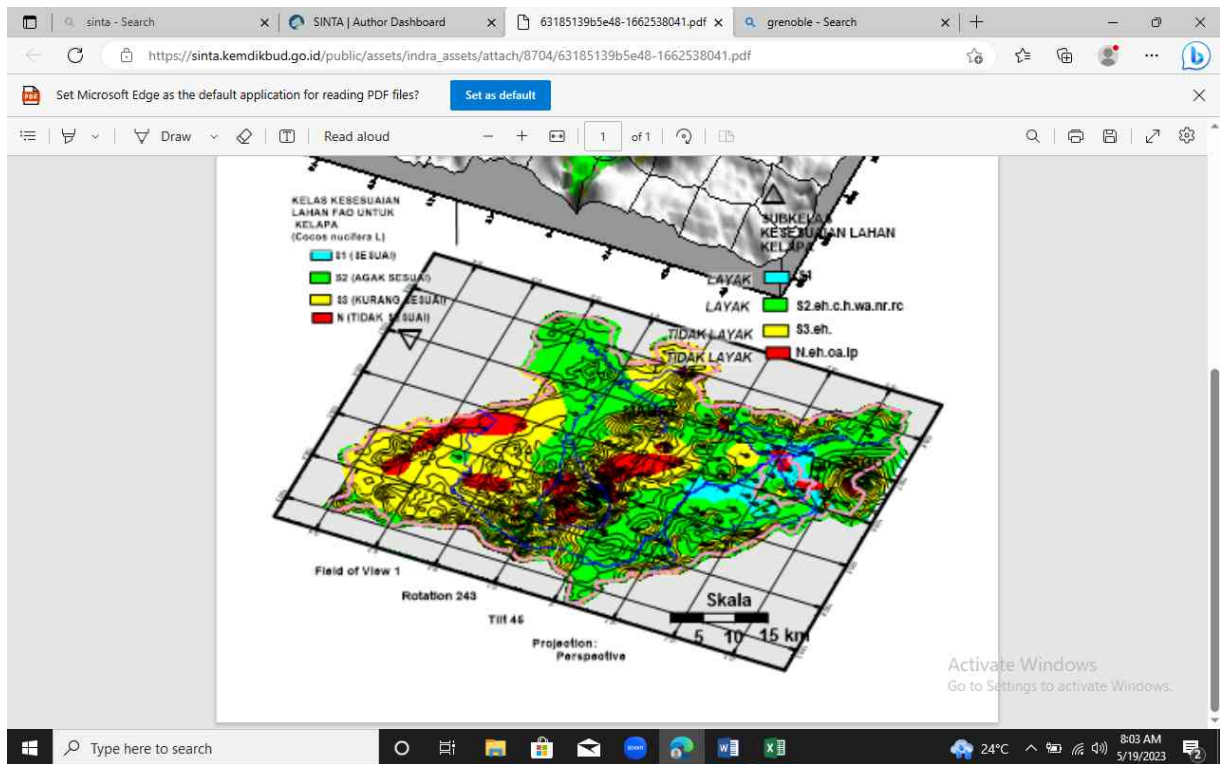 sinta - Search
SINTA | Author Dashboard
63185139b5e48-1662538041.pdf
grenoble - Search
https://sinta.kemdikbud.go.id/public/assets/indra_assets/attach/8704/63185139b5e48-1662538041.pdf
Set Microsoft Edge as the default application for reading PDF files?
Set as default
Draw
Read aloud
1
of 1
KELAS KESESUAIAN
LAHAN FAO UNTUK
KELAPA
(Cocos nucifera L)
S1 (SESUAI)
S2 (AGAK SESUAI)
SS (KURANG SESUAI)
N (TIDAK SESUAI)
SUBKELAS
KESESUAIAN LAHAN
KELAPA
LAYAK
S1
LAYAK
S2.eh.c.h.wa.nr.rc
TIDAK LAYAK
S3.eh.
TIDAK LAYAK
N.eh.oa.lp
Field of View 1
Rotation 243
Tilt 45
Projection:
Perspective
Skala
5 10 15 km
Activate Windows
Go to Settings to activate Windows.
Type here to search
zoom
24°C
8:03 AM
5/19/2023
2